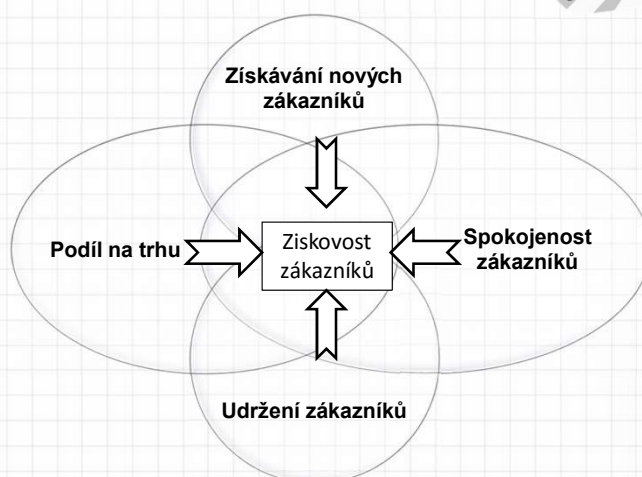 Získávání nových
zákazníků
Podíl na trhu
Ziskovost
zákazníků
Spokojenost
zákazníků
Udržení zákazníků